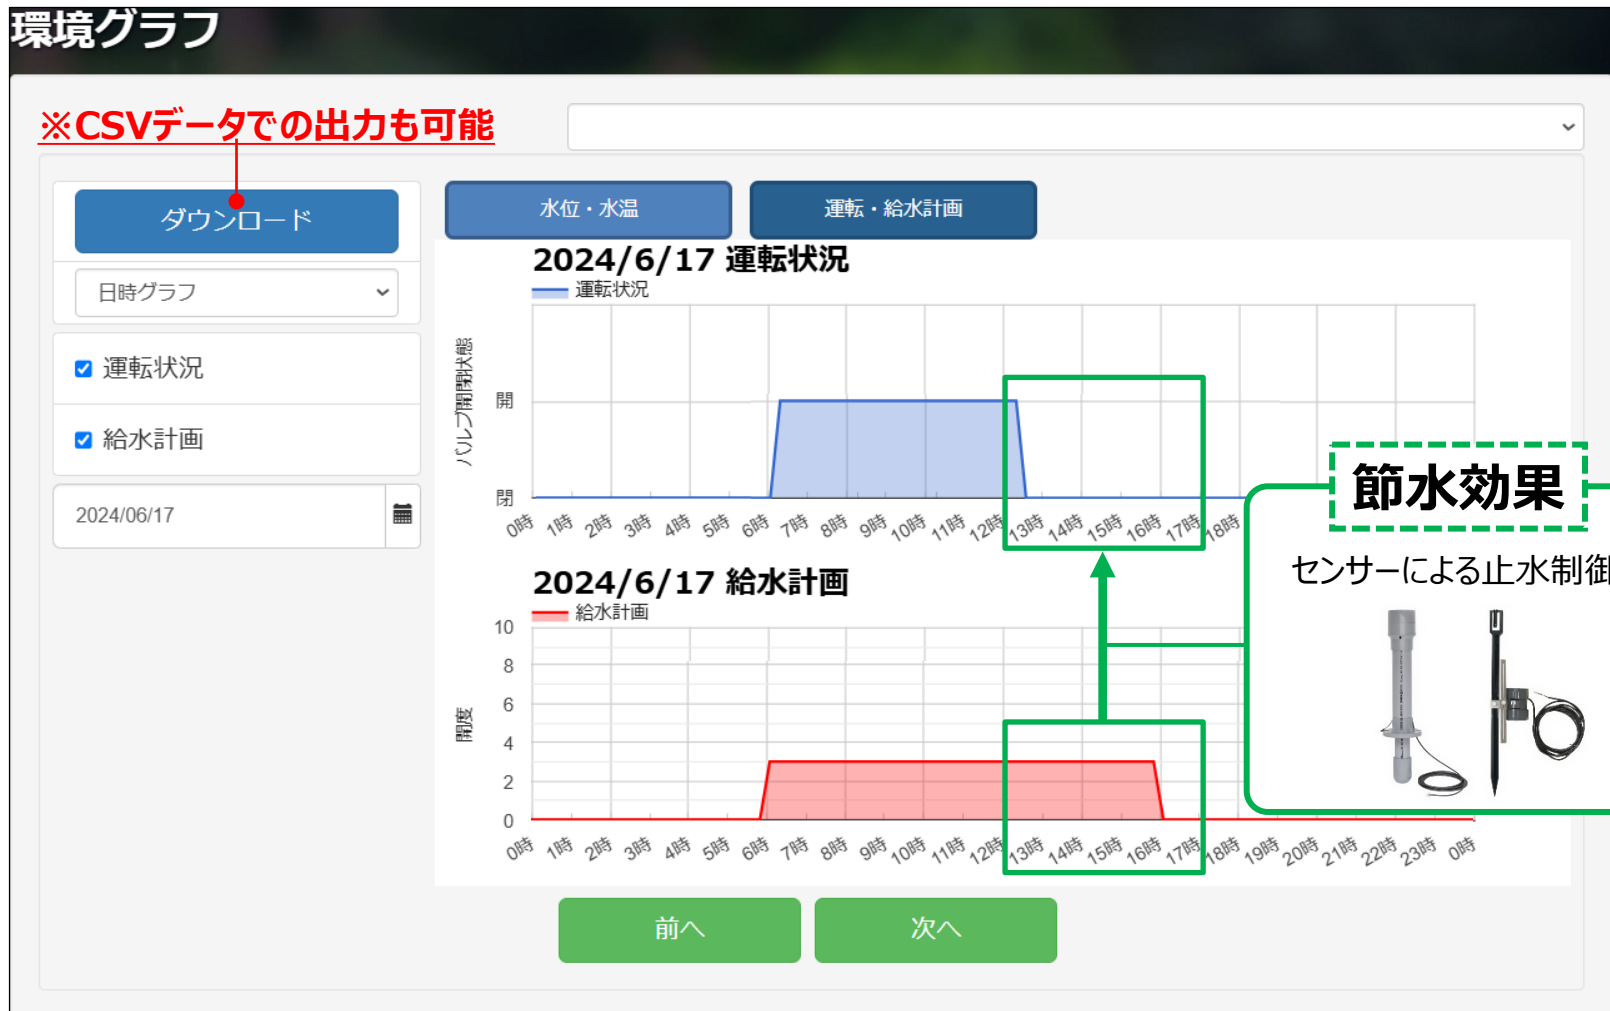 環境グラフ
※CSVデータでの出力も可能
ダウンロード
水位・水温
運転・給水計画
日時グラフ
運転状況
給水計画
2024/06/17
2024/6/17 運転状況
運転状況
バルブ開閉状態
開
閉
0時 1時 2時 3時 4時 5時 6時 7時 8時 9時 10時 11時 12時 13時 14時 15時 16時 17時 18時
2024/6/17 給水計画
給水計画
開度
10
8
6
4
2
0
0時 1時 2時 3時 4時 5時 6時 7時 8時 9時 10時 11時 12時 13時 14時 15時 16時 17時 18時 19時 20時 21時 22時 23時 0時
節水効果
センサーによる止水制御
前へ
次へ